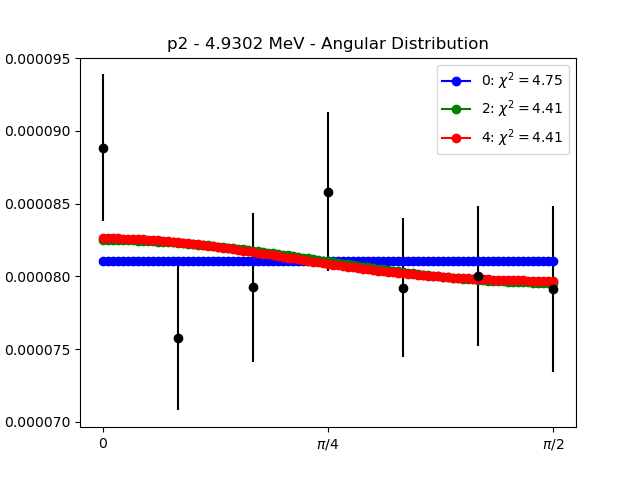 p2 - 4.9302 MeV - Angular Distribution
0.000095
0.000090
0.000085
0.000080
0.000075
0.000070
0: χ² = 4.75
2: χ² = 4.41
4: χ² = 4.41
0
π/4
π/2